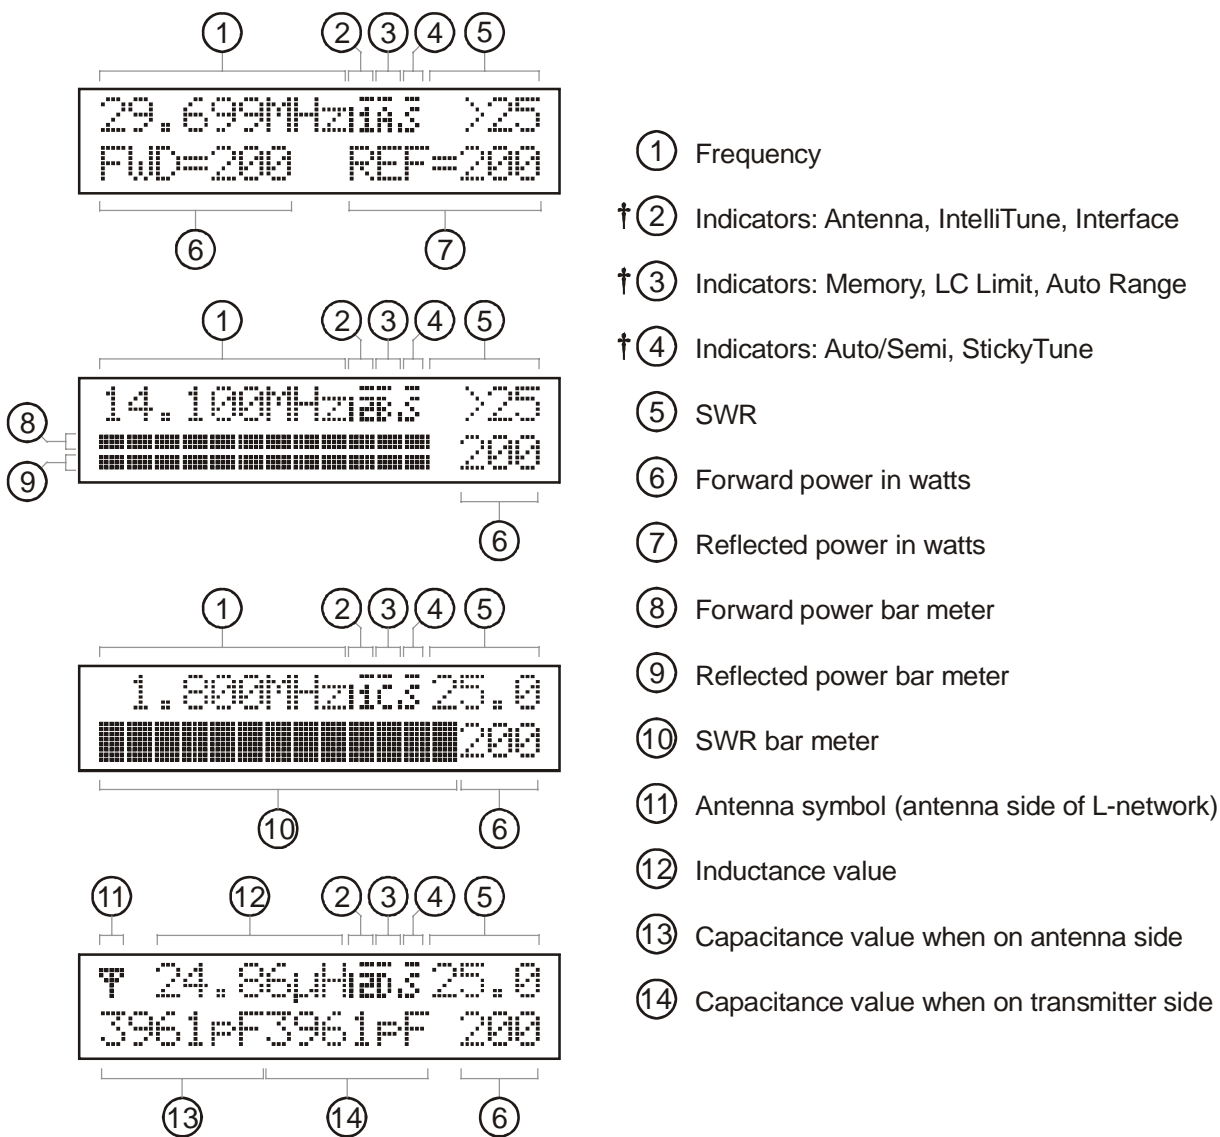 ① ② ③ ④ ⑤
29.699MHz 1A.S >25
FWD=200 REF=200
⑥ ⑦
① ② ③ ④ ⑤
14.100MHz 2B.S >25
⑧ 200
⑨
⑥
① ② ③ ④ ⑤
1.800MHz 1C.S 25.0
200
⑩ ⑥
⑪ ⑫ ② ③ ④ ⑤
24.86µH 2D.S 25.0
3961pF3961pF 200
⑬ ⑭ ⑥
① Frequency
†② Indicators: Antenna, IntelliTune, Interface
†③ Indicators: Memory, LC Limit, Auto Range
†④ Indicators: Auto/Semi, StickyTune
⑤ SWR
⑥ Forward power in watts
⑦ Reflected power in watts
⑧ Forward power bar meter
⑨ Reflected power bar meter
⑩ SWR bar meter
⑪ Antenna symbol (antenna side of L-network)
⑫ Inductance value
⑬ Capacitance value when on antenna side
⑭ Capacitance value when on transmitter side